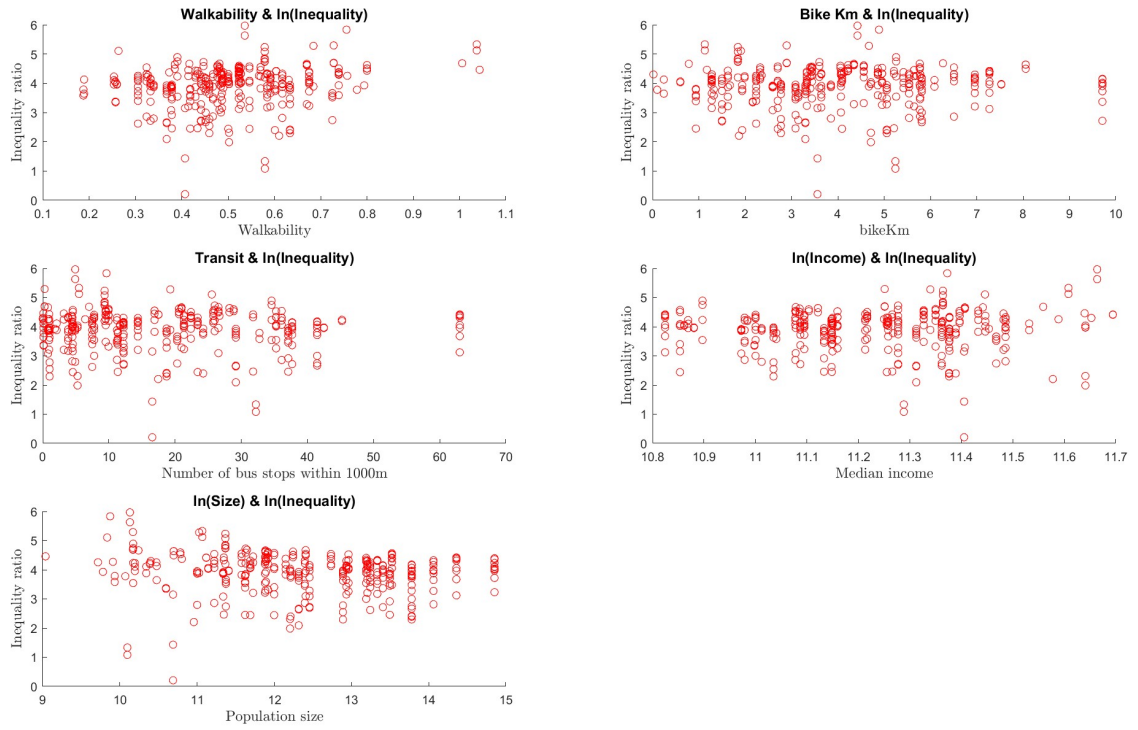 Walkability & ln(Inequality)
Inequality ratio
6
5
4
3
2
1
0
0.1 0.2 0.3 0.4 0.5 0.6 0.7 0.8 0.9 1 1.1
Walkability
Bike Km & ln(Inequality)
Inequality ratio
6
5
4
3
2
1
0
0 1 2 3 4 5 6 7 8 9 10
bikeKm
Transit & ln(Inequality)
Inequality ratio
6
5
4
3
2
1
0
0 10 20 30 40 50 60 70
Number of bus stops within 1000m
ln(Income) & ln(Inequality)
Inequality ratio
6
5
4
3
2
1
0
10.8 10.9 11 11.1 11.2 11.3 11.4 11.5 11.6 11.7
Median income
ln(Size) & ln(Inequality)
Inequality ratio
6
5
4
3
2
1
0
9 10 11 12 13 14 15
Population size